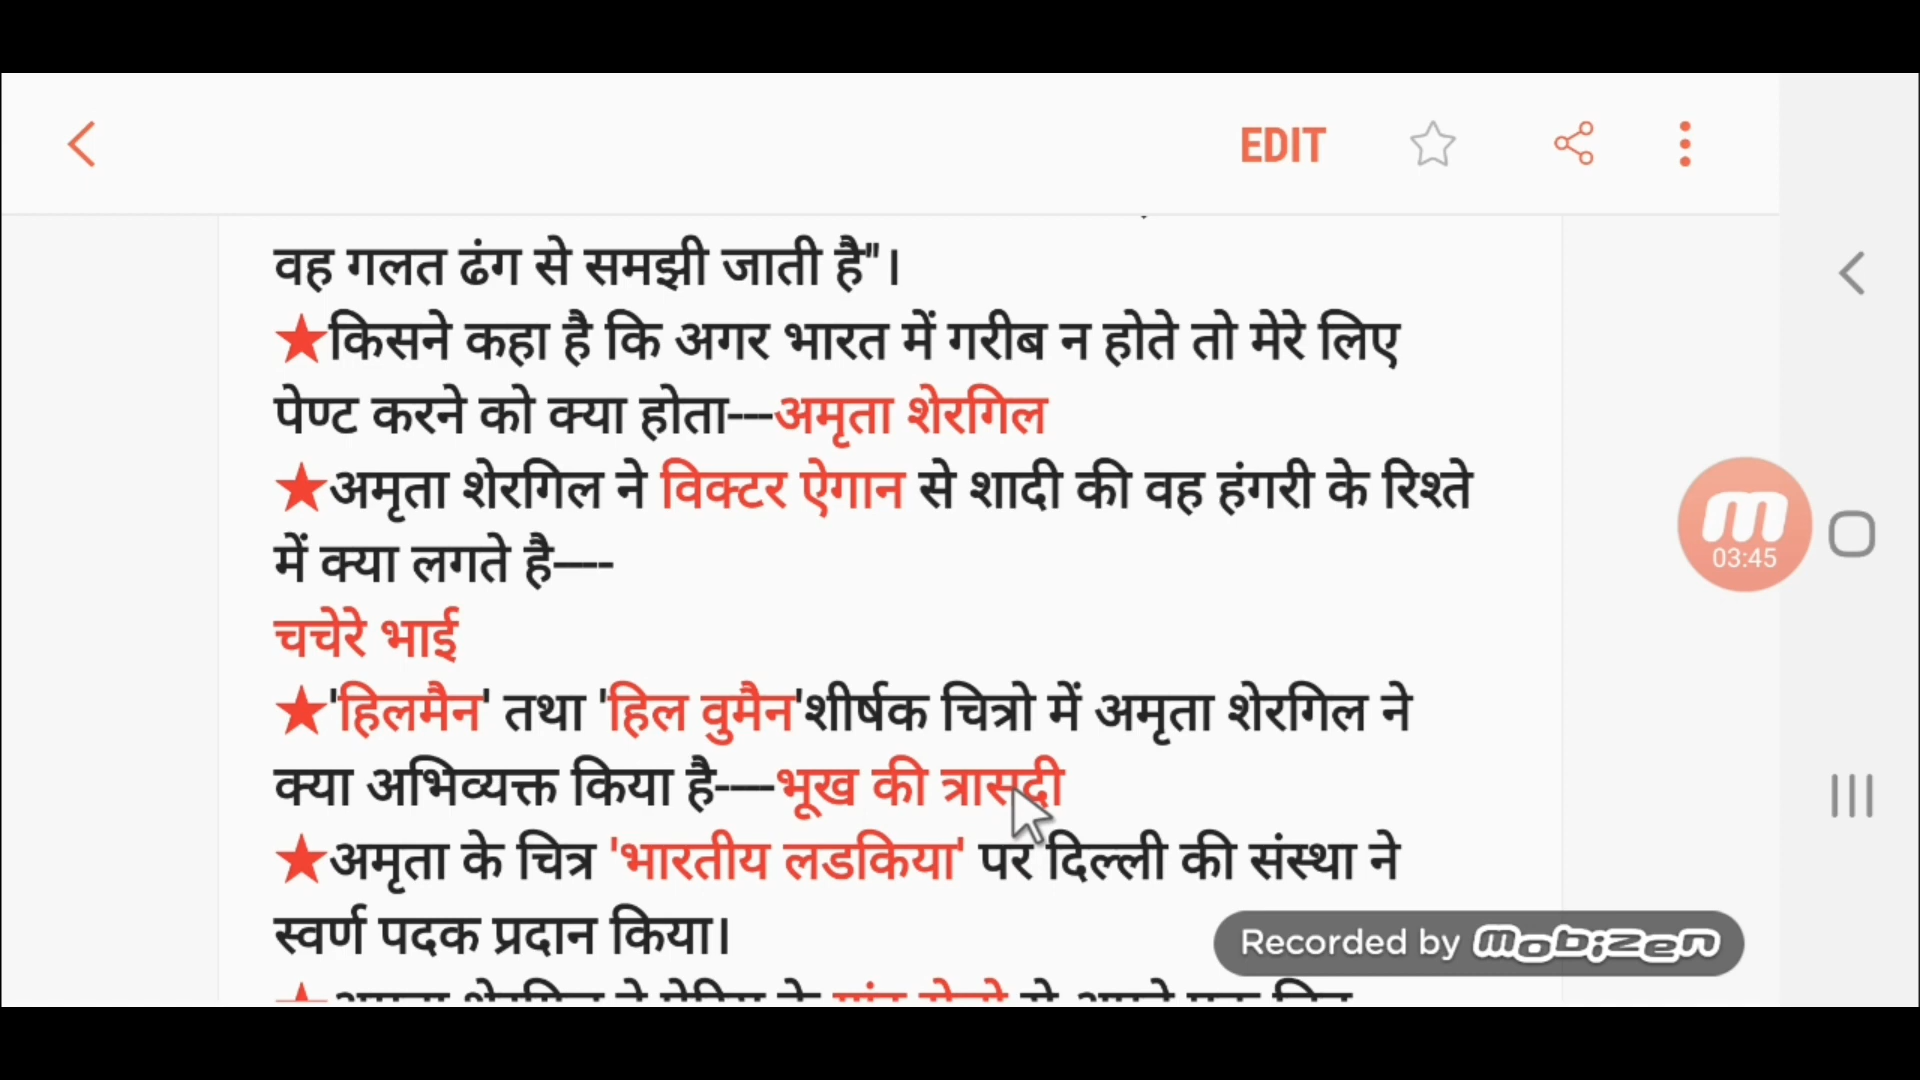 EDIT
वह गलत ढंग से समझी जाती है"।
★किसने कहा है कि अगर भारत में गरीब न होते तो मेरे लिए
पेण्ट करने को क्या होता---अमृता शेरगिल
★अमृता शेरगिल ने विक्टर ऐगान से शादी की वह हंगरी के रिश्ते
में क्या लगते है----
चचेरे भाई
★'हिलमैन' तथा 'हिल वुमैन'शीर्षक चित्रो में अमृता शेरगिल ने
क्या अभिव्यक्त किया है----भूख की त्रासदी
★अमृता के चित्र 'भारतीय लडकिया' पर दिल्ली की संस्था ने
स्वर्ण पदक प्रदान किया।
03:45
Recorded by mobizen